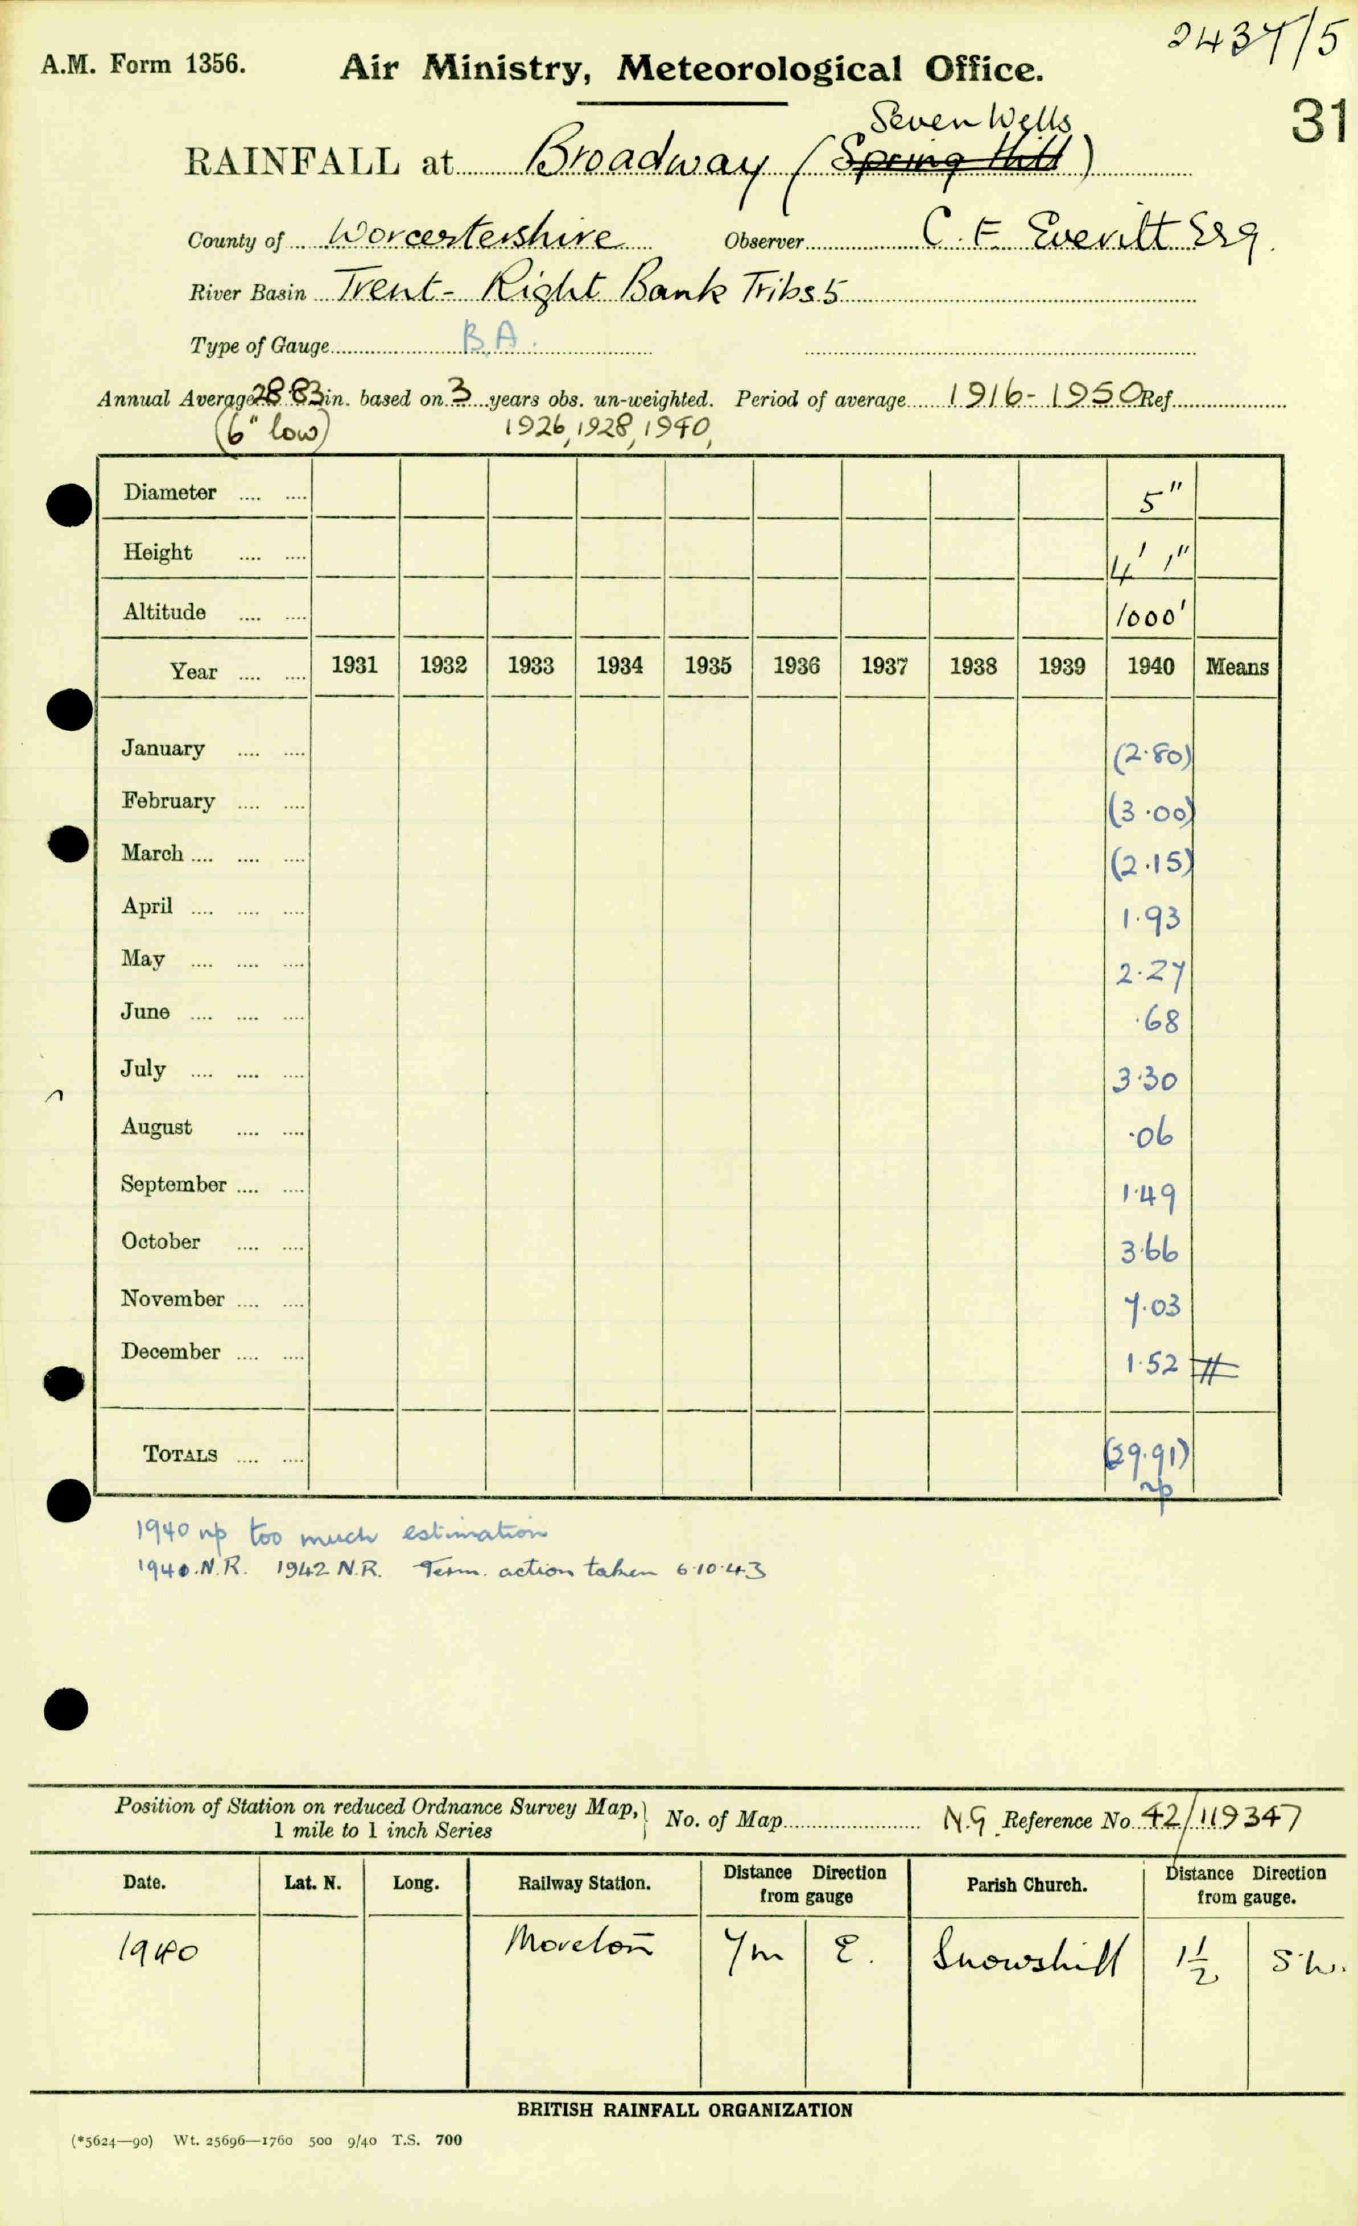 2437/5
A.M. Form 1356.
Air Ministry, Meteorological Office.
31
Seven Wells
RAINFALL at Broadway (Spring Hill)
County of Worcestershire Observer C. F. Everitt Esq.
River Basin Trent - Right Bank Tribs 5
Type of Gauge B.A.
Annual Average 28.83 in. based on 3 years obs. un-weighted. Period of average 1916-1950 Ref.
(6" low) 1926, 1928, 1940,
Diameter .... .... 5"
Height .... .... 4' 1"
Altitude .... .... 1000'
Year .... .... 1931 1932 1933 1934 1935 1936 1937 1938 1939 1940 Means
January .... .... (2.80)
February .... .... (3.00)
March .... .... .... (2.15)
April .... .... .... 1.93
May .... .... .... 2.27
June .... .... .... .68
July .... .... .... 3.30
August .... .... .06
September .... .... 1.49
October .... .... 3.66
November .... .... 7.03
December .... .... 1.52
TOTALS .... .... (29.91)
np
1940 np too much estimation
N.R. 1942 N.R. Term. action taken 6.10.43
Position of Station on reduced Ordnance Survey Map,
1 mile to 1 inch Series
No. of Map N.G. Reference No 42/119347
Date. Lat. N. Long. Railway Station. Distance Direction from gauge Parish Church. Distance Direction from gauge.
1940 Moreton 7m E. Snowshill 1½ S.W.
BRITISH RAINFALL ORGANIZATION
(*5624—90) Wt. 25696—1760 500 9/40 T.S. 700